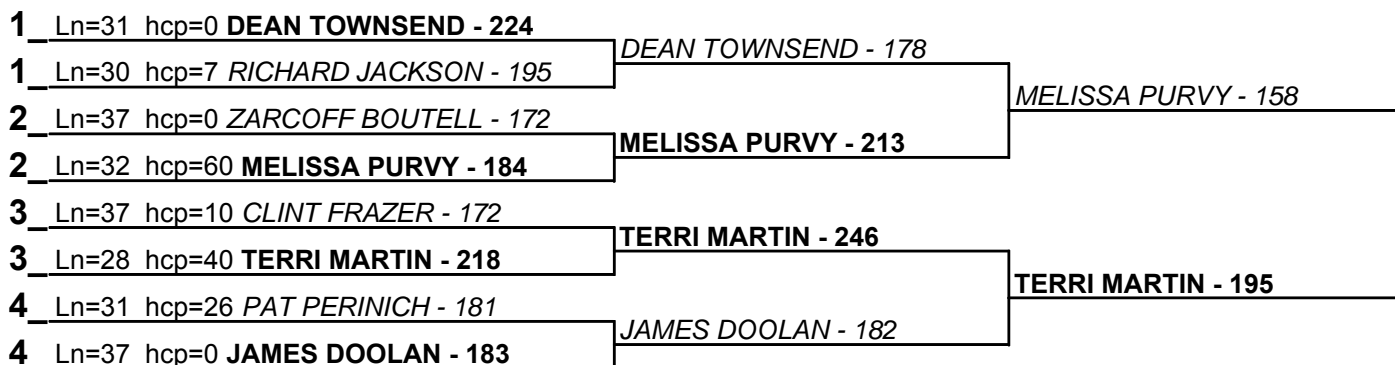 1_ Ln=31 hcp=0 DEAN TOWNSEND - 224
DEAN TOWNSEND - 178
1_ Ln=30 hcp=7 RICHARD JACKSON - 195
MELISSA PURVY - 158
2_ Ln=37 hcp=0 ZARCOFF BOUTELL - 172
MELISSA PURVY - 213
2_ Ln=32 hcp=60 MELISSA PURVY - 184
3_ Ln=37 hcp=10 CLINT FRAZER - 172
TERRI MARTIN - 246
3_ Ln=28 hcp=40 TERRI MARTIN - 218
TERRI MARTIN - 195
4_ Ln=31 hcp=26 PAT PERINICH - 181
JAMES DOOLAN - 182
4 Ln=37 hcp=0 JAMES DOOLAN - 183